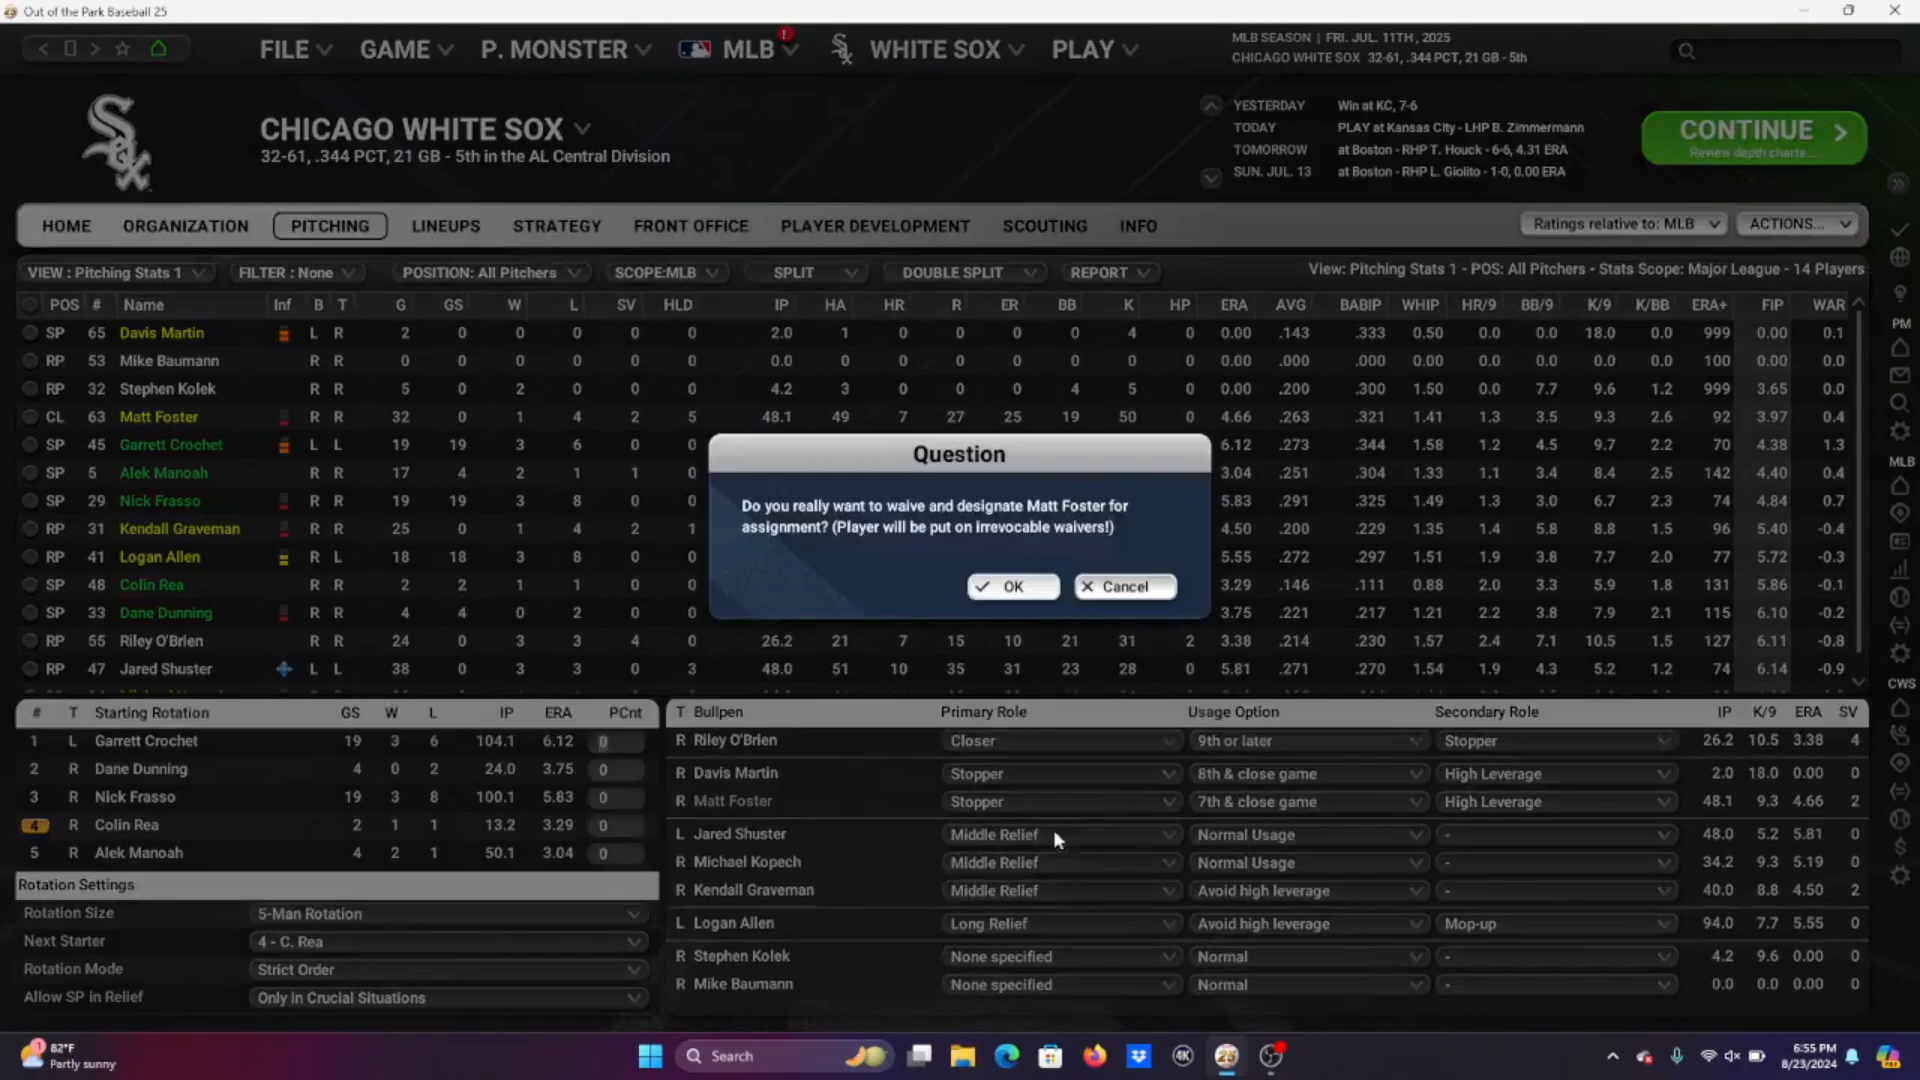 Out of the Park Baseball 25
FILE GAME P. MONSTER MLB WHITE SOX PLAY
MLB SEASON | FRI. JUL. 11TH, 2025
CHICAGO WHITE SOX 32-61, .344 PCT, 21 GB - 5th
CHICAGO WHITE SOX
32-61, .344 PCT, 21 GB - 5th in the AL Central Division
YESTERDAY Win at KC, 7-6
TODAY PLAY at Kansas City - LHP B. Zimmermann
TOMORROW at Boston - RHP T. Houck - 6-6, 4.31 ERA
SUN. JUL. 13 at Boston - RHP L. Giolito - 1-0, 0.00 ERA
CONTINUE
Review depth charts...
HOME ORGANIZATION PITCHING LINEUPS STRATEGY FRONT OFFICE PLAYER DEVELOPMENT SCOUTING INFO Ratings relative to: MLB ACTIONS...
VIEW : Pitching Stats 1 FILTER : None POSITION: All Pitchers SCOPE:MLB SPLIT DOUBLE SPLIT REPORT View: Pitching Stats 1 - POS: All Pitchers - Stats Scope: Major League - 14 Players
POS # Name Inf B T G GS W L SV HLD IP HA HR R ER BB K HP ERA AVG BABIP WHIP HR/9 BB/9 K/9 K/BB ERA+ FIP WAR
SP 65 Davis Martin L R 2 0 0 0 0 0 2.0 1 0 0 0 0 4 0 0.00 .143 .333 0.50 0.0 0.0 18.0 0.0 999 0.00 0.1
RP 53 Mike Baumann R R 0 0 0 0 0 0 0.0 0 0 0 0 0 0 0 0.00 .000 .000 0.00 0.0 0.0 0.0 0.0 100 0.00 0.0
RP 32 Stephen Kolek R R 5 0 2 0 0 0 4.2 3 0 0 0 4 5 0 0.00 .200 .300 1.50 0.0 7.7 9.6 1.2 999 3.65 0.0
CL 63 Matt Foster R R 32 0 1 4 2 5 48.1 49 7 27 25 19 50 0 4.66 .263 .321 1.41 1.3 3.5 9.3 2.6 92 3.97 0.4
SP 45 Garrett Crochet L L 19 19 3 6 0 0 6.12 .273 .344 1.58 1.2 4.5 9.7 2.2 70 4.38 1.3
SP 5 Alek Manoah R R 17 4 2 1 1 0 3.04 .251 .304 1.33 1.1 3.4 8.4 2.5 142 4.40 0.4
SP 29 Nick Frasso R R 19 19 3 8 0 0 5.83 .291 .325 1.49 1.3 3.0 6.7 2.3 74 4.84 0.7
RP 31 Kendall Graveman R R 25 0 1 4 2 1 4.50 .200 .229 1.35 1.4 5.8 8.8 1.5 96 5.40 -0.4
RP 41 Logan Allen R L 18 18 3 8 0 0 5.55 .272 .297 1.51 1.9 3.8 7.7 2.0 77 5.72 -0.3
SP 48 Colin Rea R R 2 2 1 1 0 0 3.29 .146 .111 0.88 2.0 3.3 5.9 1.8 131 5.86 -0.1
SP 33 Dane Dunning R R 4 4 0 2 0 0 3.75 .221 .217 1.21 2.2 3.8 7.9 2.1 115 6.10 -0.2
RP 55 Riley O'Brien R R 24 0 3 3 4 0 26.2 21 7 15 10 21 31 2 3.38 .214 .230 1.57 2.4 7.1 10.5 1.5 127 6.11 -0.8
RP 47 Jared Shuster L L 38 0 3 3 0 3 48.0 51 10 35 31 23 28 0 5.81 .271 .270 1.54 1.9 4.3 5.2 1.2 74 6.14 -0.9
Question
Do you really want to waive and designate Matt Foster for
assignment? (Player will be put on irrevocable waivers!)
OK Cancel
# T Starting Rotation GS W L IP ERA PCnt
1 L Garrett Crochet 19 3 6 104.1 6.12 0
2 R Dane Dunning 4 0 2 24.0 3.75 0
3 R Nick Frasso 19 3 8 100.1 5.83 0
4 R Colin Rea 2 1 1 13.2 3.29 0
5 R Alek Manoah 4 2 1 50.1 3.04 0
Rotation Settings
Rotation Size 5-Man Rotation
Next Starter 4 - C. Rea
Rotation Mode Strict Order
Allow SP in Relief Only in Crucial Situations
T Bullpen Primary Role Usage Option Secondary Role IP K/9 ERA SV
R Riley O'Brien Closer 9th or later Stopper 26.2 10.5 3.38 4
R Davis Martin Stopper 8th & close game High Leverage 2.0 18.0 0.00 0
R Matt Foster Stopper 7th & close game High Leverage 48.1 9.3 4.66 2
L Jared Shuster Middle Relief Normal Usage - 48.0 5.2 5.81 0
R Michael Kopech Middle Relief Normal Usage - 34.2 9.3 5.19 0
R Kendall Graveman Middle Relief Avoid high leverage - 40.0 8.8 4.50 2
L Logan Allen Long Relief Avoid high leverage Mop-up 94.0 7.7 5.55 0
R Stephen Kolek None specified Normal - 4.2 9.6 0.00 0
R Mike Baumann None specified Normal - 0.0 0.0 0.00 0
PM
MLB
CWS
82°F
Partly sunny
Search
4K
25
6:55 PM
8/23/2024